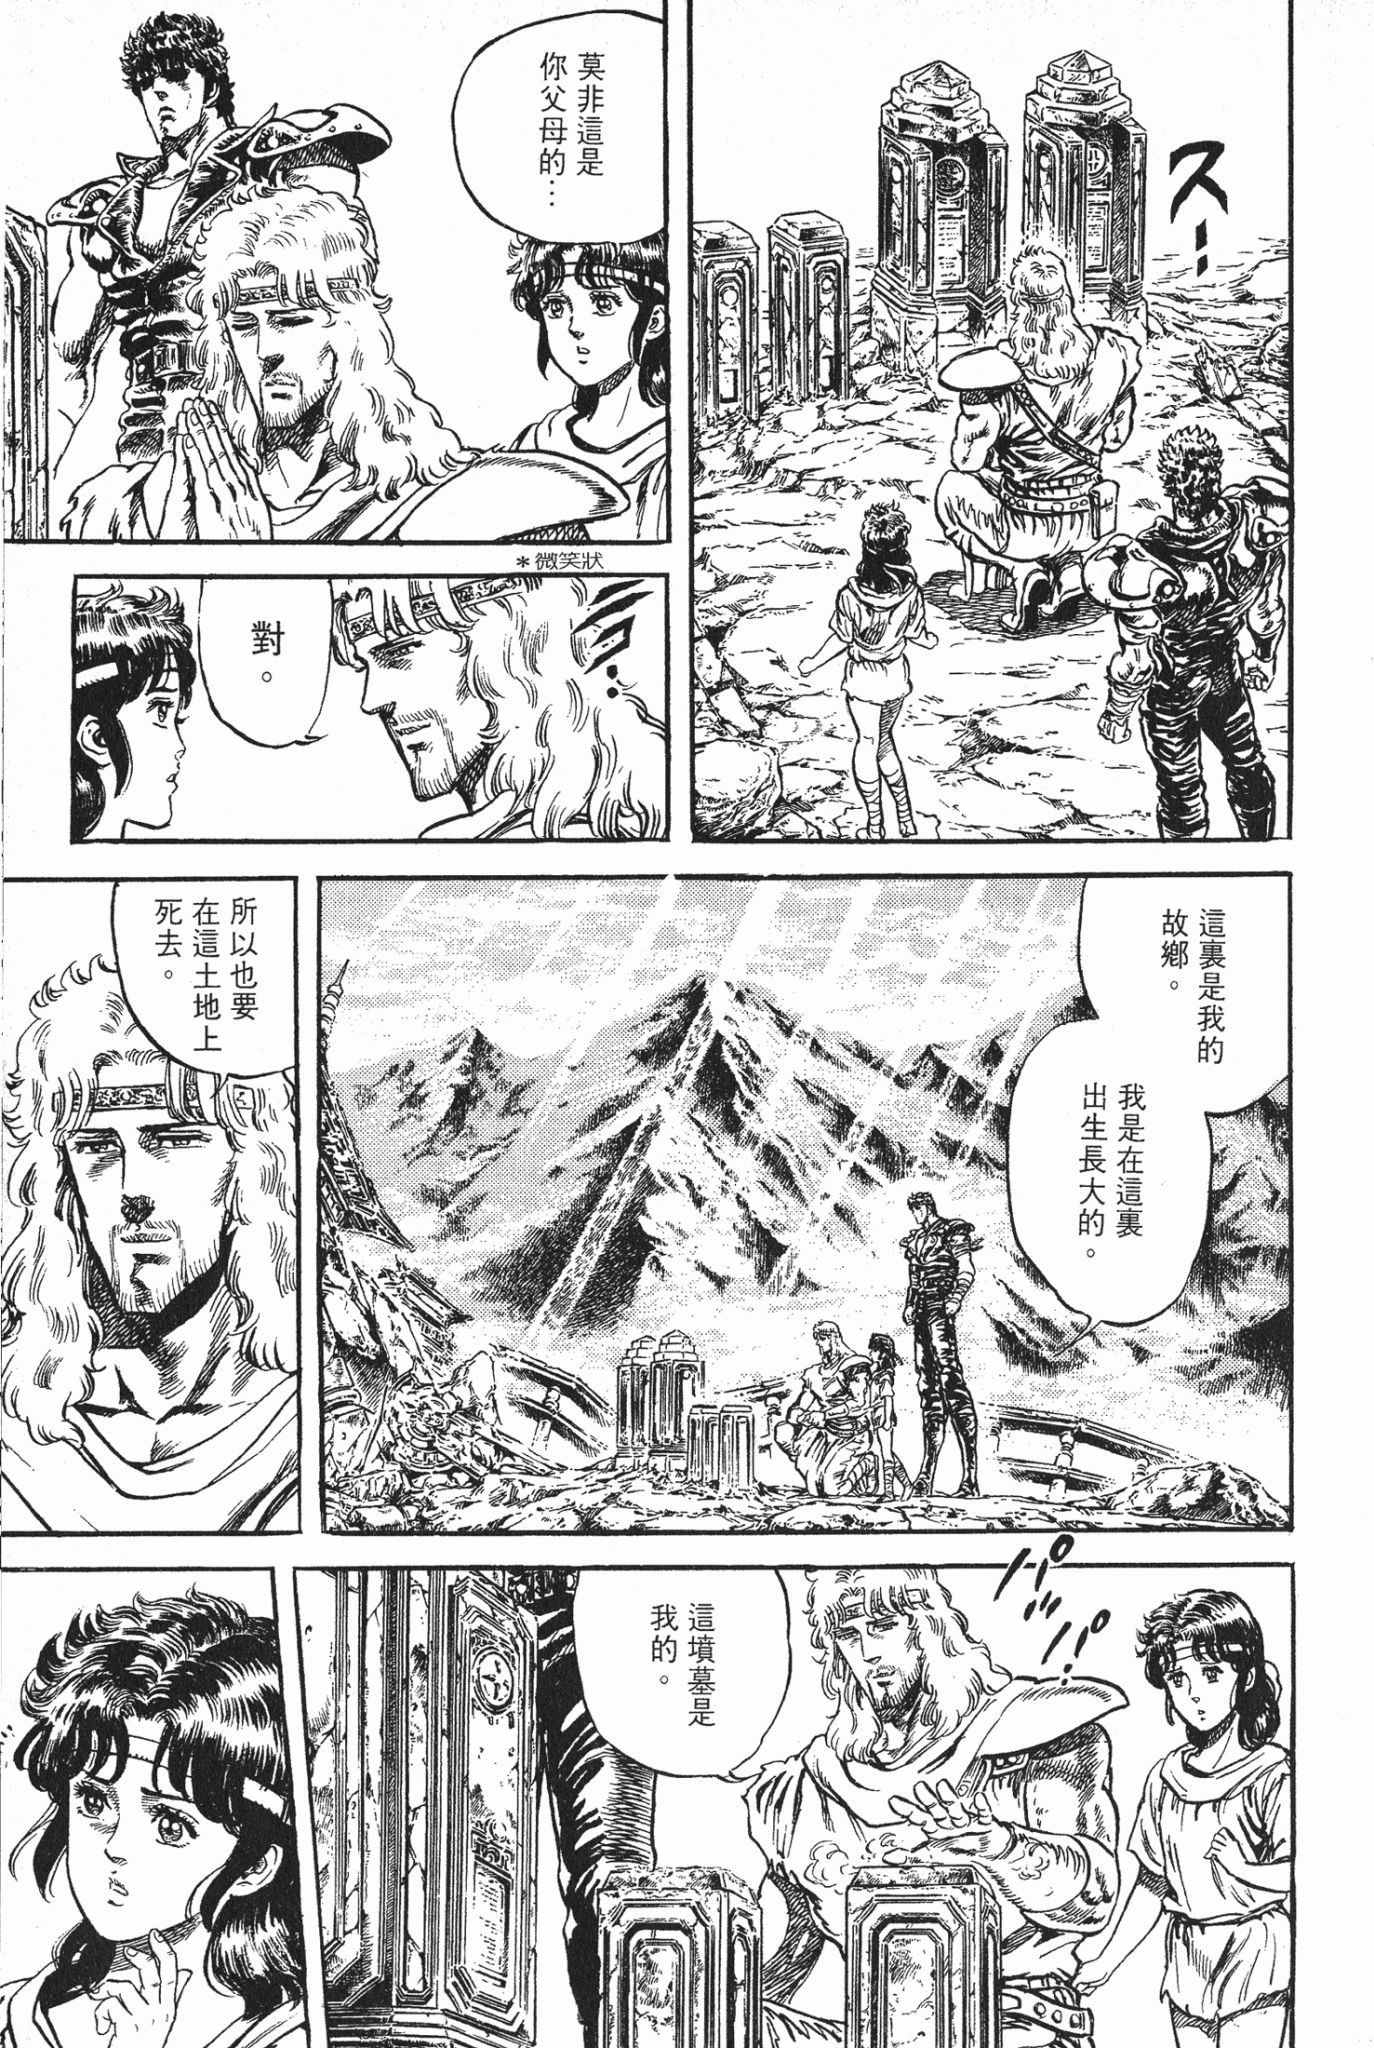 スー
莫非這是
你父母的…
＊微笑狀
ミ…
對。
這裏是我的
故鄉。
我是在這裏
出生長大的。
所以也要
在這土地上
死去。
パパ
這墳墓是
我的。